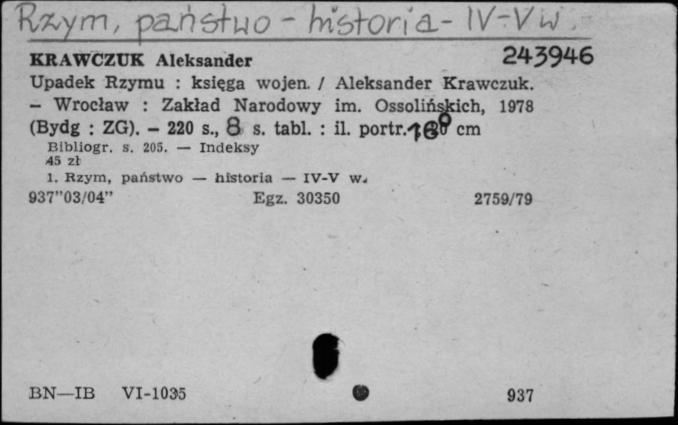 Rzym, państwo - historia - IV-V w.
KRAWCZUK Aleksander 243946
Upadek Rzymu : księga wojen. / Aleksander Krawczuk.
— Wrocław : Zakład Narodowy im. Ossolińskich, 1978
(Bydg : ZG). — 220 s., 8 s. tabl. : il. portr. cm
Bibliogr. s. 205. — Indeksy
45 zł
1. Rzym, państwo — historia — IV-V w.
937"03/04" Egz. 30350 2759/79
BN—IB VI-1035 937